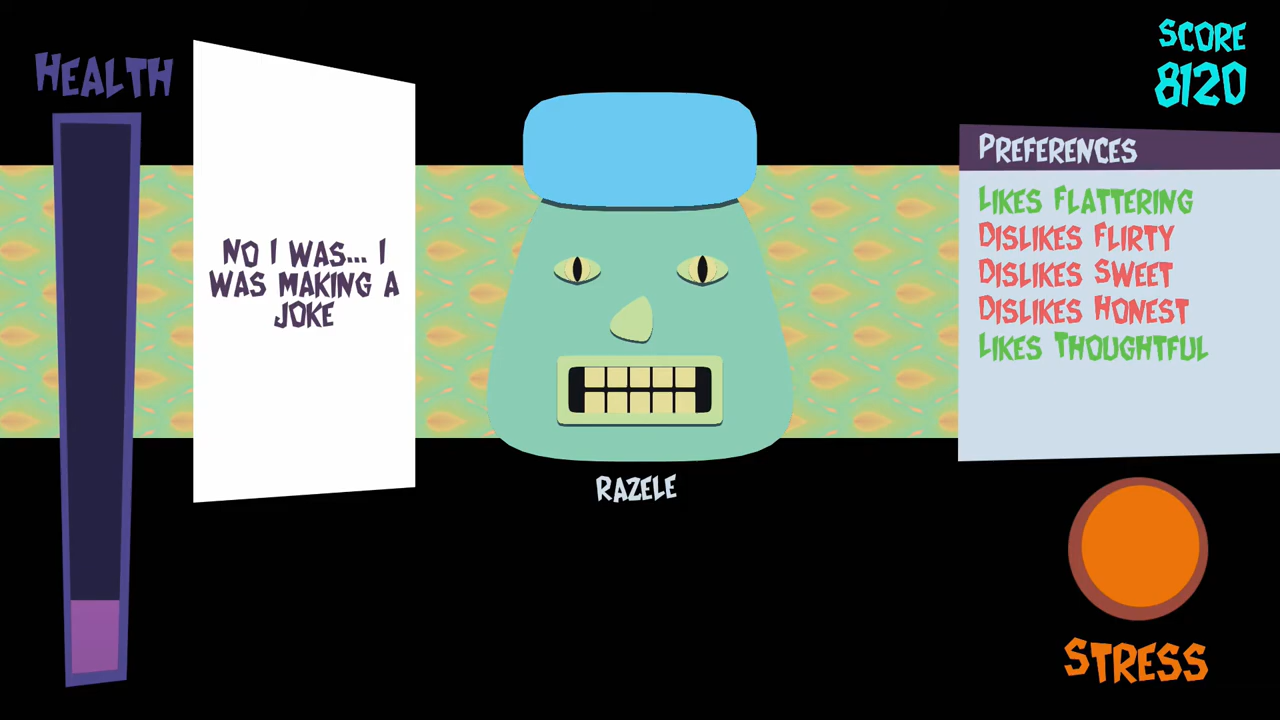 HEALTH
NO I WAS... I
WAS MAKING A
JOKE
RAZELE
SCORE
8120
PREFERENCES
LIKES FLATTERING
DISLIKES FLIRTY
DISLIKES SWEET
DISLIKES HONEST
LIKES THOUGHTFUL
STRESS